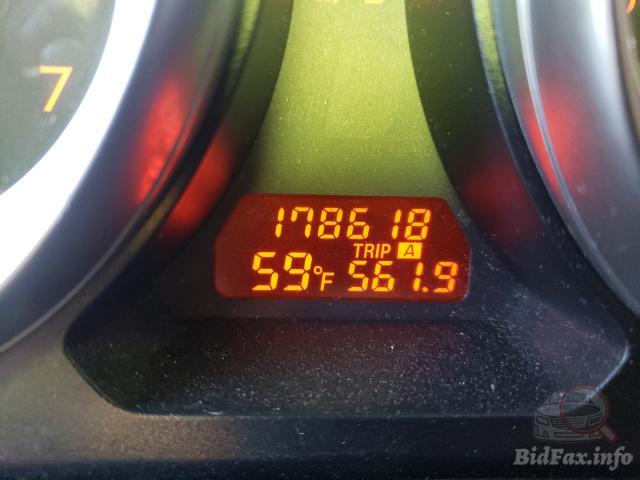 7
178618
TRIP A
59°F 561.9
BidFax.info